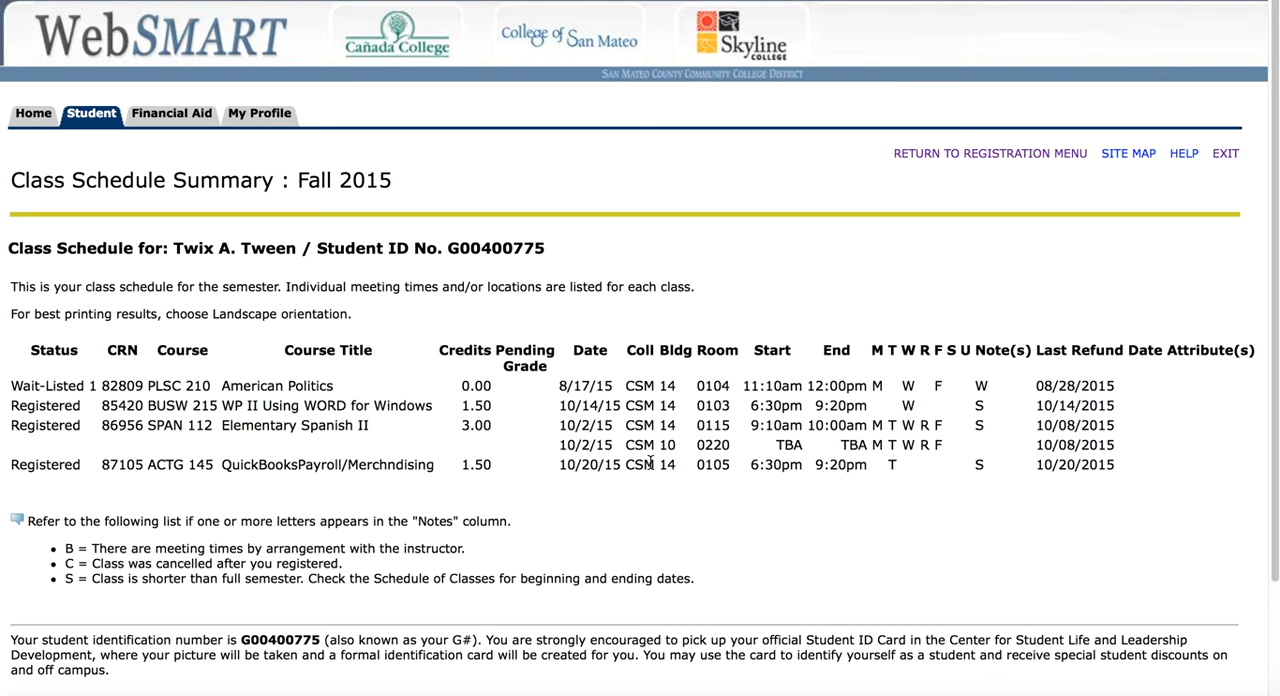 WebSMART
Cañada College
College of San Mateo
Skyline COLLEGE
SAN MATEO COUNTY COMMUNITY COLLEGE DISTRICT
Home Student Financial Aid My Profile
RETURN TO REGISTRATION MENU SITE MAP HELP EXIT
Class Schedule Summary : Fall 2015
Class Schedule for: Twix A. Tween / Student ID No. G00400775
This is your class schedule for the semester. Individual meeting times and/or locations are listed for each class.
For best printing results, choose Landscape orientation.
Status CRN Course Course Title Credits Pending Grade Date Coll Bldg Room Start End M T W R F S U Note(s) Last Refund Date Attribute(s)
Wait-Listed 1 82809 PLSC 210 American Politics 0.00 8/17/15 CSM 14 0104 11:10am 12:00pm M W F W 08/28/2015
Registered 85420 BUSW 215 WP II Using WORD for Windows 1.50 10/14/15 CSM 14 0103 6:30pm 9:20pm W S 10/14/2015
Registered 86956 SPAN 112 Elementary Spanish II 3.00 10/2/15 CSM 14 0115 9:10am 10:00am M T W R F S 10/08/2015
10/2/15 CSM 10 0220 TBA TBA M T W R F 10/08/2015
Registered 87105 ACTG 145 QuickBooksPayroll/Merchndising 1.50 10/20/15 CSM 14 0105 6:30pm 9:20pm T S 10/20/2015
Refer to the following list if one or more letters appears in the "Notes" column.
• B = There are meeting times by arrangement with the instructor.
• C = Class was cancelled after you registered.
• S = Class is shorter than full semester. Check the Schedule of Classes for beginning and ending dates.
Your student identification number is G00400775 (also known as your G#). You are strongly encouraged to pick up your official Student ID Card in the Center for Student Life and Leadership
Development, where your picture will be taken and a formal identification card will be created for you. You may use the card to identify yourself as a student and receive special student discounts on
and off campus.